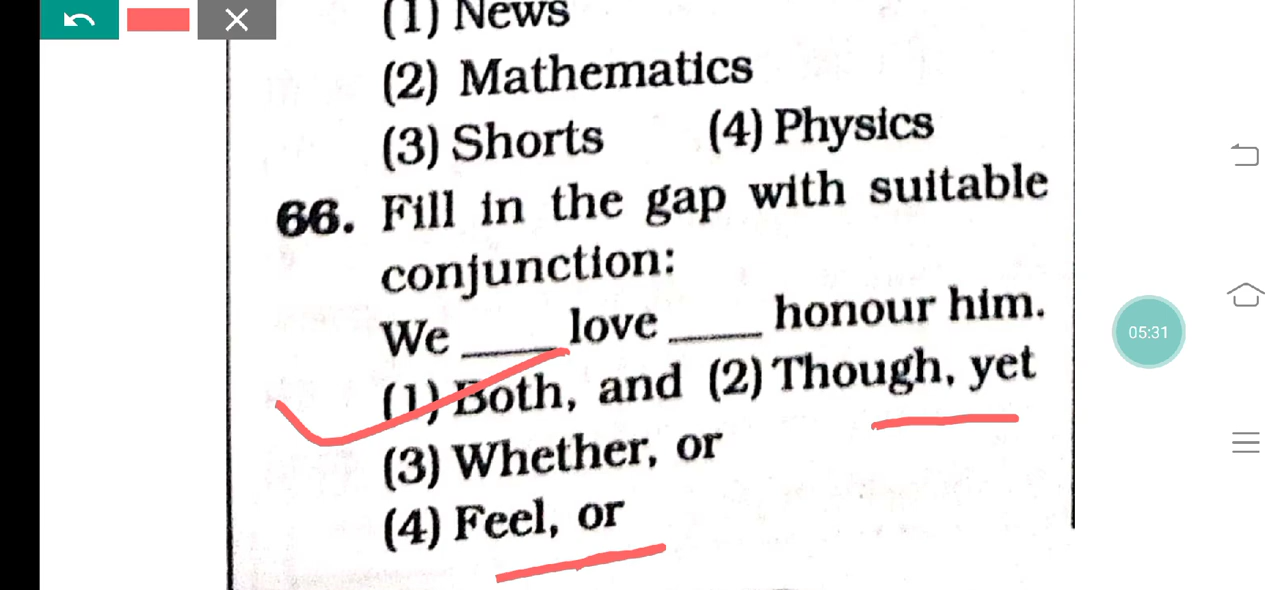 (1) News
(2) Mathematics
(3) Shorts (4) Physics
66. Fill in the gap with suitable
conjunction:
We ____ love ____ honour him.
(1) Both, and (2) Though, yet
(3) Whether, or
(4) Feel, or
05:31